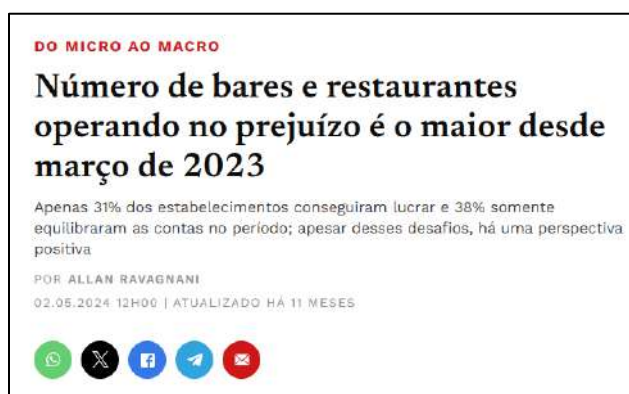 DO MICRO AO MACRO
Número de bares e restaurantes
operando no prejuízo é o maior desde
março de 2023
Apenas 31% dos estabelecimentos conseguiram lucrar e 38% somente
equilibraram as contas no período; apesar desses desafios, há uma perspectiva
positiva
POR ALLAN RAVAGNANI
02.05.2024 12H00 | ATUALIZADO HÁ 11 MESES